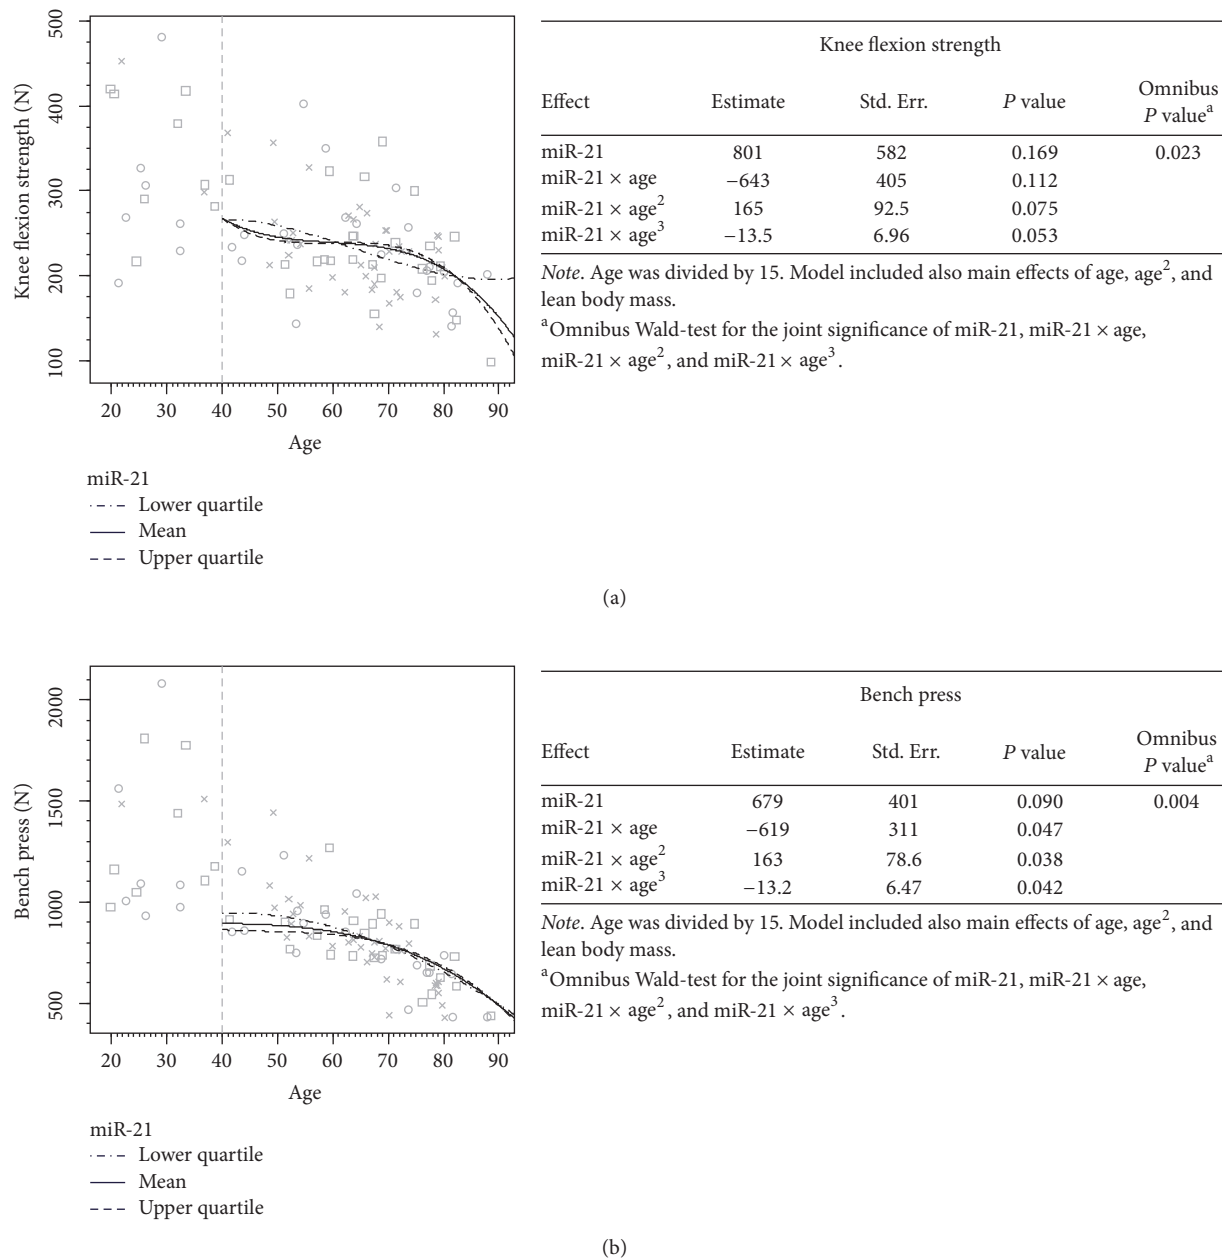 500
400
300
200
100
Knee flexion strength (N)
20 30 40 50 60 70 80 90
Age
miR-21
Lower quartile
Mean
Upper quartile
Knee flexion strength
Effect Estimate Std. Err. P value Omnibus P valueᵃ
miR-21 801 582 0.169 0.023
miR-21 × age −643 405 0.112
miR-21 × age² 165 92.5 0.075
miR-21 × age³ −13.5 6.96 0.053
Note. Age was divided by 15. Model included also main effects of age, age², and
lean body mass.
ᵃOmnibus Wald-test for the joint significance of miR-21, miR-21 × age,
miR-21 × age², and miR-21 × age³.
(a)
2000
1500
1000
500
Bench press (N)
20 30 40 50 60 70 80 90
Age
miR-21
Lower quartile
Mean
Upper quartile
Bench press
Effect Estimate Std. Err. P value Omnibus P valueᵃ
miR-21 679 401 0.090 0.004
miR-21 × age −619 311 0.047
miR-21 × age² 163 78.6 0.038
miR-21 × age³ −13.2 6.47 0.042
Note. Age was divided by 15. Model included also main effects of age, age², and
lean body mass.
ᵃOmnibus Wald-test for the joint significance of miR-21, miR-21 × age,
miR-21 × age², and miR-21 × age³.
(b)